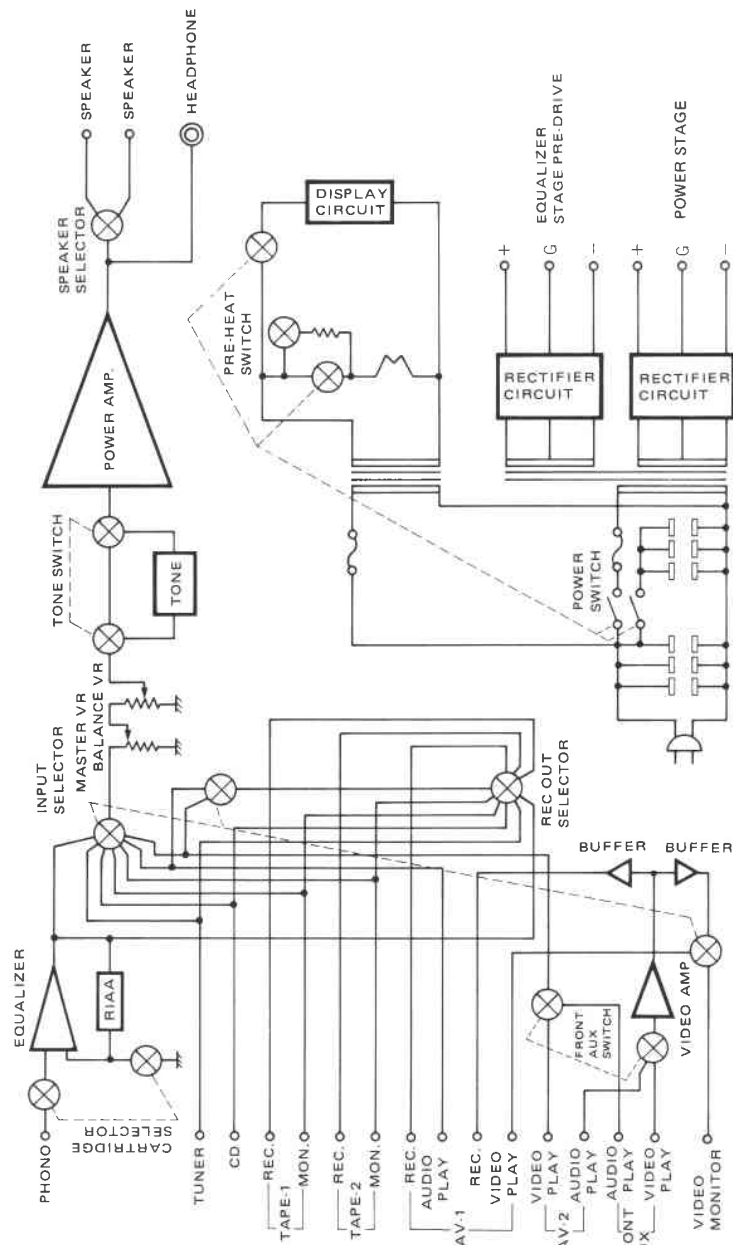 SPEAKER
SPEAKER
HEADPHONE
SPEAKER
SELECTOR
POWER AMP.
TONE SWITCH
TONE
MASTER VR
BALANCE VR
INPUT
SELECTOR
EQUALIZER
RIAA
CARTRIDGE
SELECTOR
PHONO
TUNER
CD
REC.
MON.
TAPE-1
REC.
MON.
TAPE-2
REC.
AUDIO
PLAY
REC.
VIDEO
PLAY
AV-1
VIDEO
PLAY
AUDIO
PLAY
AV-2
AUDIO
PLAY
VIDEO
PLAY
VIDEO
MONITOR
FRONT
AUX
SWITCH
VIDEO AMP
BUFFER
BUFFER
REC OUT
SELECTOR
PRE-HEAT
SWITCH
DISPLAY
CIRCUIT
POWER
SWITCH
RECTIFIER
CIRCUIT
RECTIFIER
CIRCUIT
+
G
-
+
G
-
EQUALIZER
STAGE PRE-DRIVE
POWER STAGE